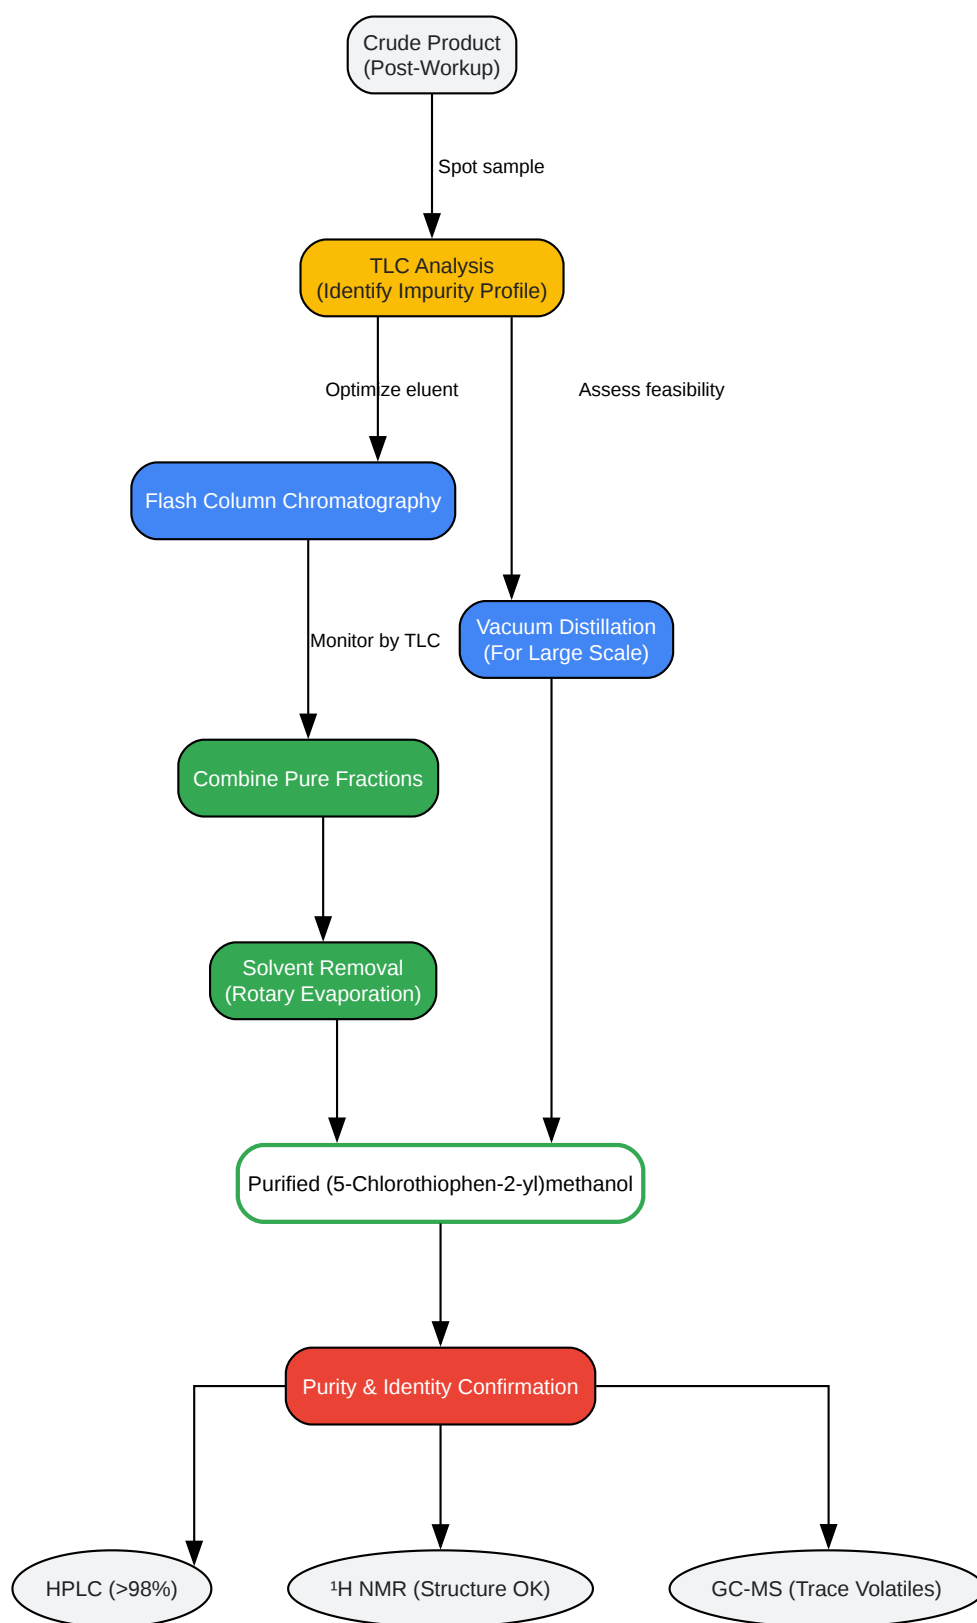 Crude Product
(Post-Workup)
Spot sample
TLC Analysis
(Identify Impurity Profile)
Optimize eluent
Assess feasibility
Flash Column Chromatography
Vacuum Distillation
(For Large Scale)
Monitor by TLC
Combine Pure Fractions
Solvent Removal
(Rotary Evaporation)
Purified (5-Chlorothiophen-2-yl)methanol
Purity & Identity Confirmation
HPLC (>98%)
¹H NMR (Structure OK)
GC-MS (Trace Volatiles)